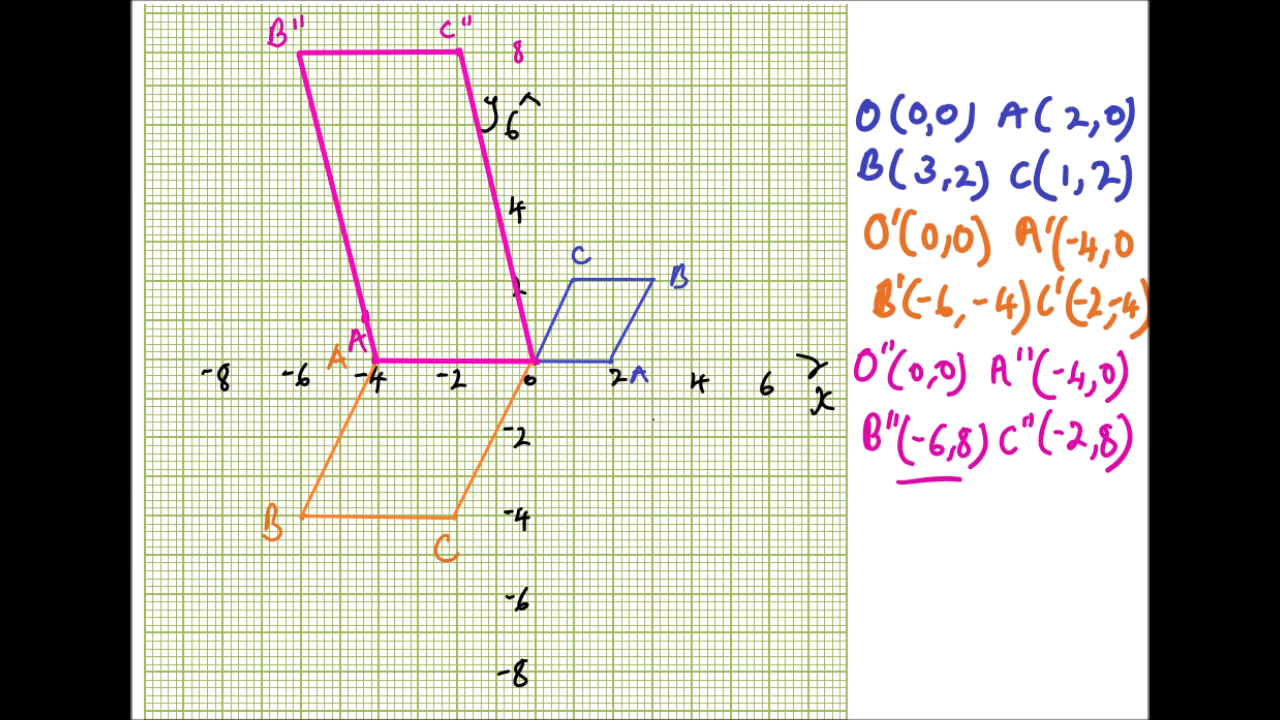 B" C" 8
y 6
4
2
C B
A
A
-8 -6 -4 -2 0 2 A 4 6 x
-2
B C -4
-6
-8
O(0,0) A(2,0)
B(3,2) C(1,2)
O'(0,0) A'(-4,0
B'(-6,-4) C'(-2,-4)
O"(0,0) A"(-4,0)
B"(-6,8) C"(-2,8)